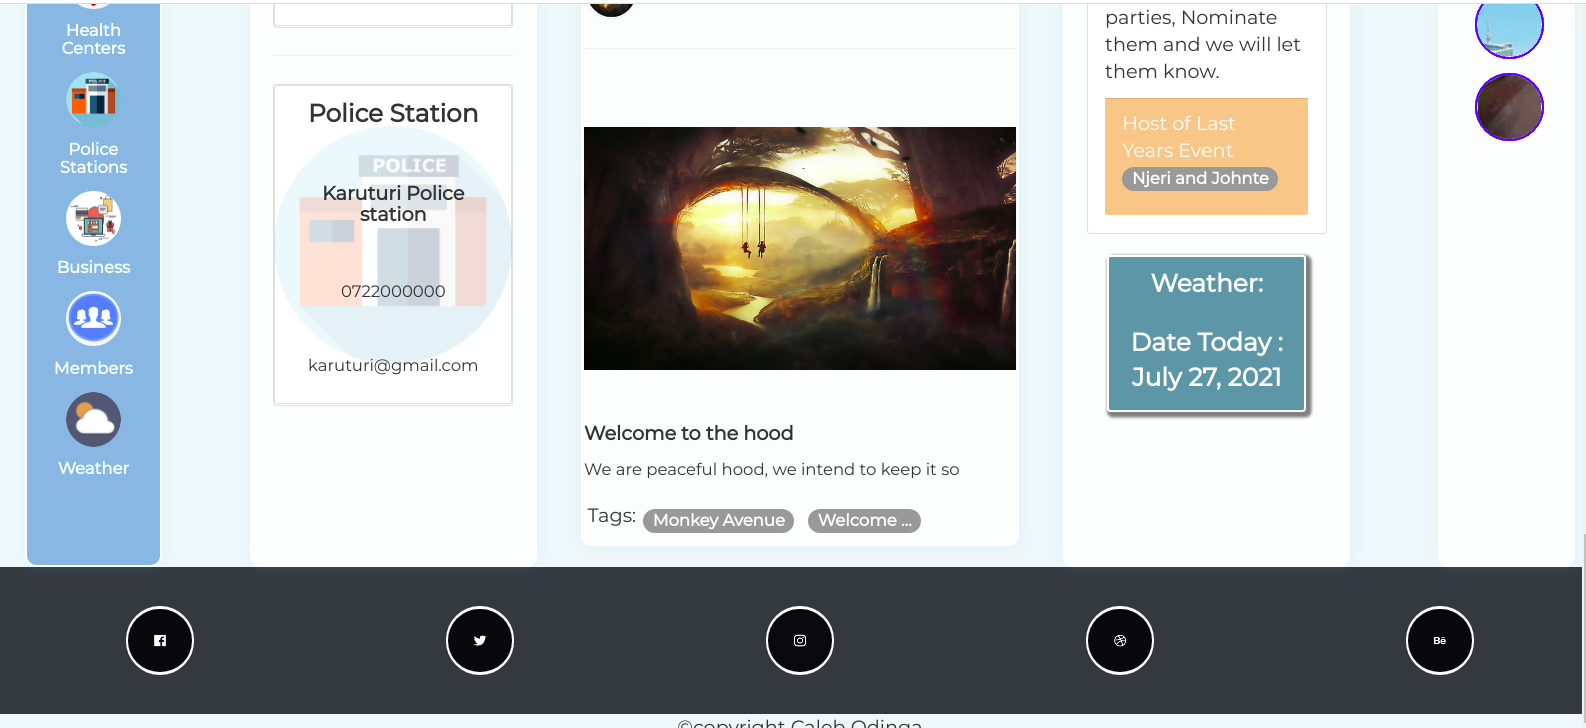 Health
Centers
POLICE
Police
Stations
Business
Members
Weather
Police Station
POLICE
Karuturi Police
station
0722000000
karuturi@gmail.com
Welcome to the hood
We are peaceful hood, we intend to keep it so
Tags: Monkey Avenue Welcome ...
parties, Nominate
them and we will let
them know.
Host of Last
Years Event
Njeri and Johnte
Weather:
Date Today :
July 27, 2021
Bē
©copyright Caleb Odinga